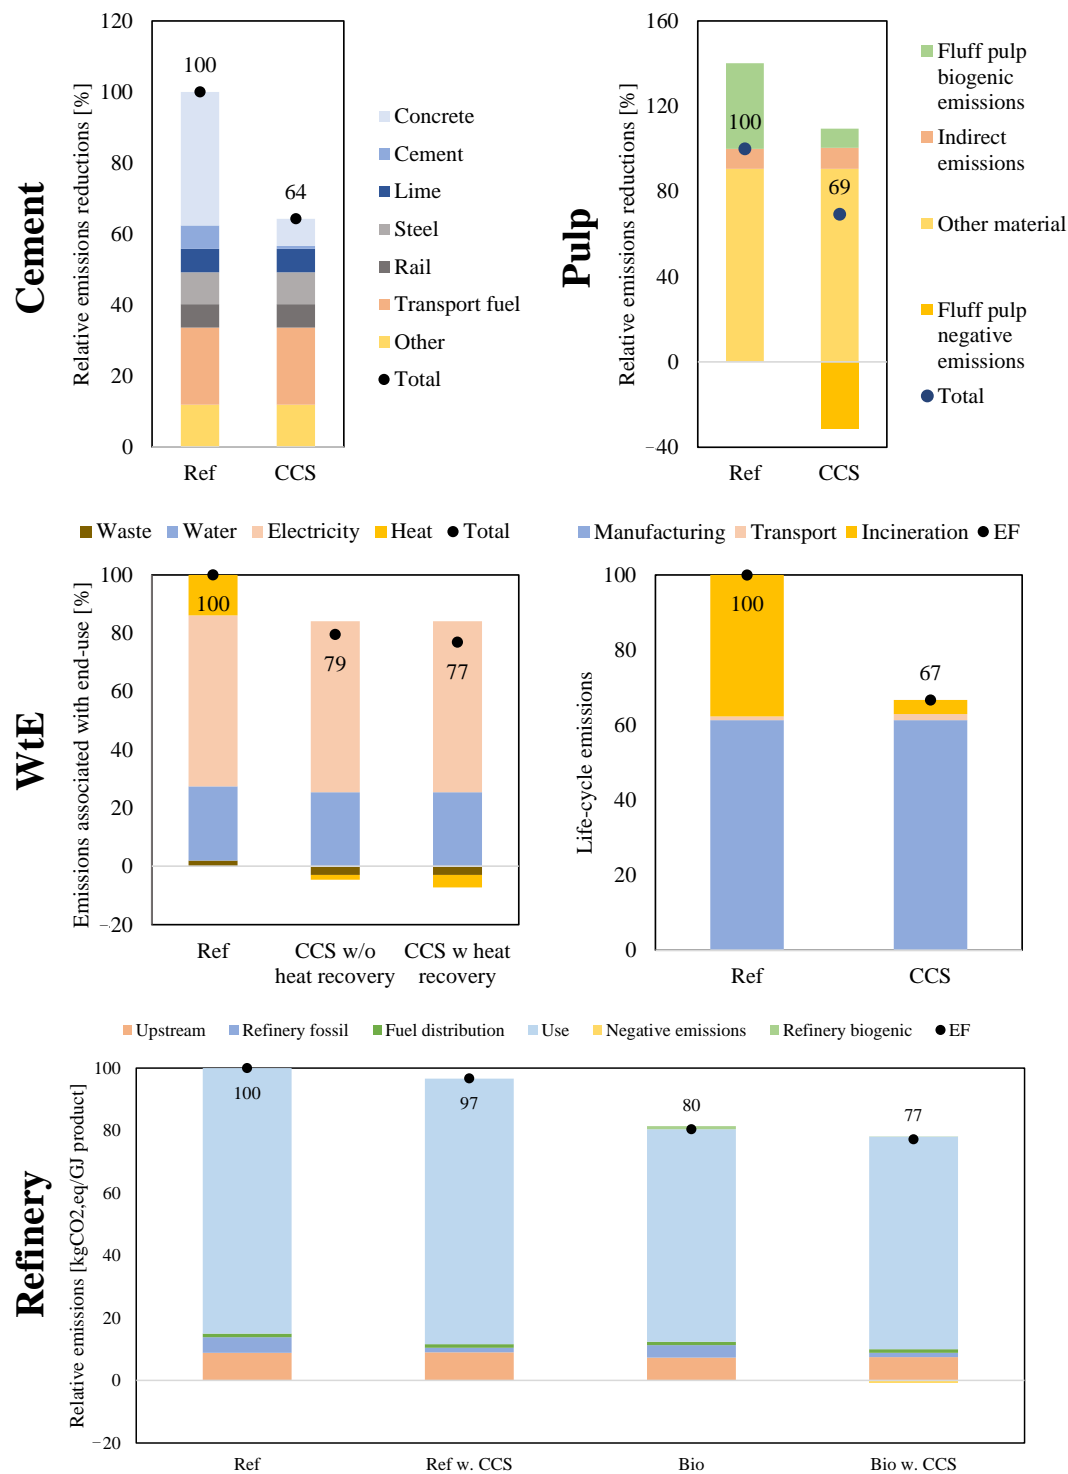 Cement
Relative emissions reductions [%]
120
100
80
60
40
20
0
100
64
Ref
CCS
Concrete
Cement
Lime
Steel
Rail
Transport fuel
Other
Total
Pulp
Relative emissions reductions [%]
160
120
80
40
0
−40
100
69
Ref
CCS
Fluff pulp
biogenic
emissions
Indirect
emissions
Other material
Fluff pulp
negative
emissions
Total
WtE
Waste Water Electricity Heat Total
Emissions associated with end-use [%]
100
80
60
40
20
0
−20
100
79
77
Ref
CCS w/o
heat recovery
CCS w heat
recovery
Manufacturing Transport Incineration EF
Life-cycle emissions
100
80
60
40
20
0
100
67
Ref
CCS
Refinery
Upstream Refinery fossil Fuel distribution Use Negative emissions Refinery biogenic EF
Relative emissions [kgCO2,eq/GJ product]
100
80
60
40
20
0
−20
100
97
80
77
Ref
Ref w. CCS
Bio
Bio w. CCS